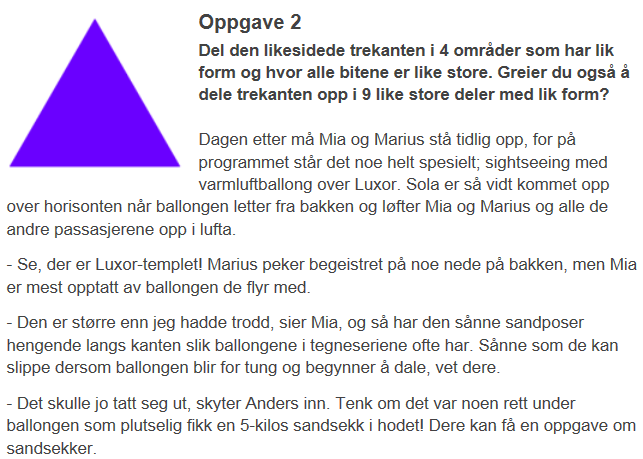 Oppgave 2
Del den likesidede trekanten i 4 områder som har lik
form og hvor alle bitene er like store. Greier du også å
dele trekanten opp i 9 like store deler med lik form?
Dagen etter må Mia og Marius stå tidlig opp, for på
programmet står det noe helt spesielt; sightseeing med
varmluftballong over Luxor. Sola er så vidt kommet opp
over horisonten når ballongen letter fra bakken og løfter Mia og Marius og alle de
andre passasjerene opp i lufta.
- Se, der er Luxor-templet! Marius peker begeistret på noe nede på bakken, men Mia
er mest opptatt av ballongen de flyr med.
- Den er større enn jeg hadde trodd, sier Mia, og så har den sånne sandposer
hengende langs kanten slik ballongene i tegneseriene ofte har. Sånne som de kan
slippe dersom ballongen blir for tung og begynner å dale, vet dere.
- Det skulle jo tatt seg ut, skyter Anders inn. Tenk om det var noen rett under
ballongen som plutselig fikk en 5-kilos sandsekk i hodet! Dere kan få en oppgave om
sandsekker.